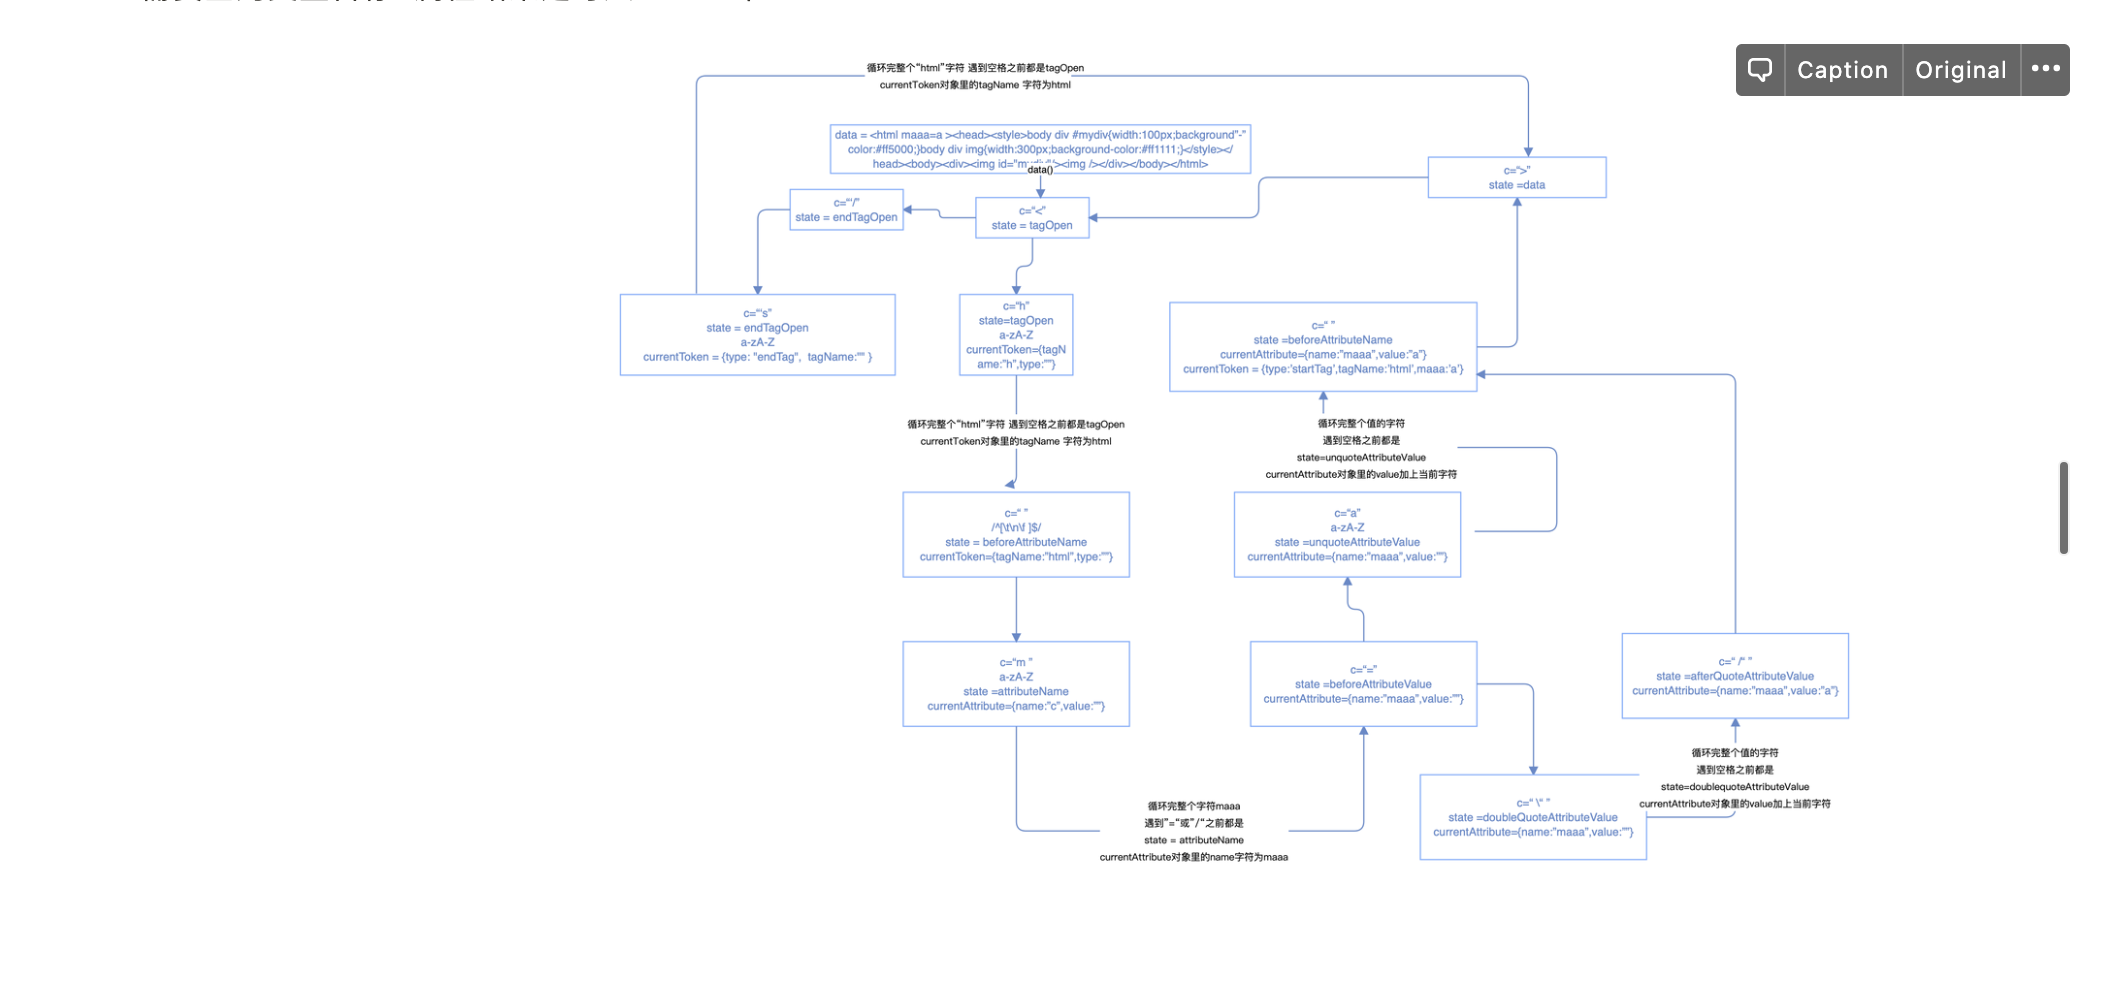 Caption
Original
循环完整个“html”字符 遇到空格之前都是tagOpen
currentToken对象里的tagName 字符为html
data = <html maaa=a ><head><style>body div #mydiv{width:100px;background"-"
color:#ff5000;}body div img{width:300px;background-color:#ff1111;}</style></
head><body><div><img id="mydiv"/><img /></div></body></html>
data()
c=“>”
state =data
c=“'/”
state = endTagOpen
c=“<”
state = tagOpen
c=“'s”
state = endTagOpen
a-zA-Z
currentToken = {type: "endTag",  tagName:"" }
c=“h”
state=tagOpen
a-zA-Z
currentToken={tagN
ame:"h",type:""}
c=“ ”
state =beforeAttributeName
currentAttribute={name:"maaa",value:"a"}
currentToken = {type:'startTag',tagName:'html',maaa:'a'}
循环完整个“html”字符 遇到空格之前都是tagOpen
currentToken对象里的tagName 字符为html
循环完整个值的字符
遇到空格之前都是
state=unquoteAttributeValue
currentAttribute对象里的value加上当前字符
c=“ ”
/^[\t\n\f ]$/
state = beforeAttributeName
currentToken={tagName:"html",type:""}
c=“a”
a-zA-Z
state =unquoteAttributeValue
currentAttribute={name:"maaa",value:""}
c=“m ”
a-zA-Z
state =attributeName
currentAttribute={name:"c",value:""}
c=“=”
state =beforeAttributeValue
currentAttribute={name:"maaa",value:""}
c=“ /“ ”
state =afterQuoteAttributeValue
currentAttribute={name:"maaa",value:"a"}
循环完整个字符maaa
遇到”=“或”/“之前都是
state = attributeName
currentAttribute对象里的name字符为maaa
c=“ \“ ”
state =doubleQuoteAttributeValue
currentAttribute={name:"maaa",value:""}
循环完整个值的字符
遇到空格之前都是
state=doublequoteAttributeValue
currentAttribute对象里的value加上当前字符